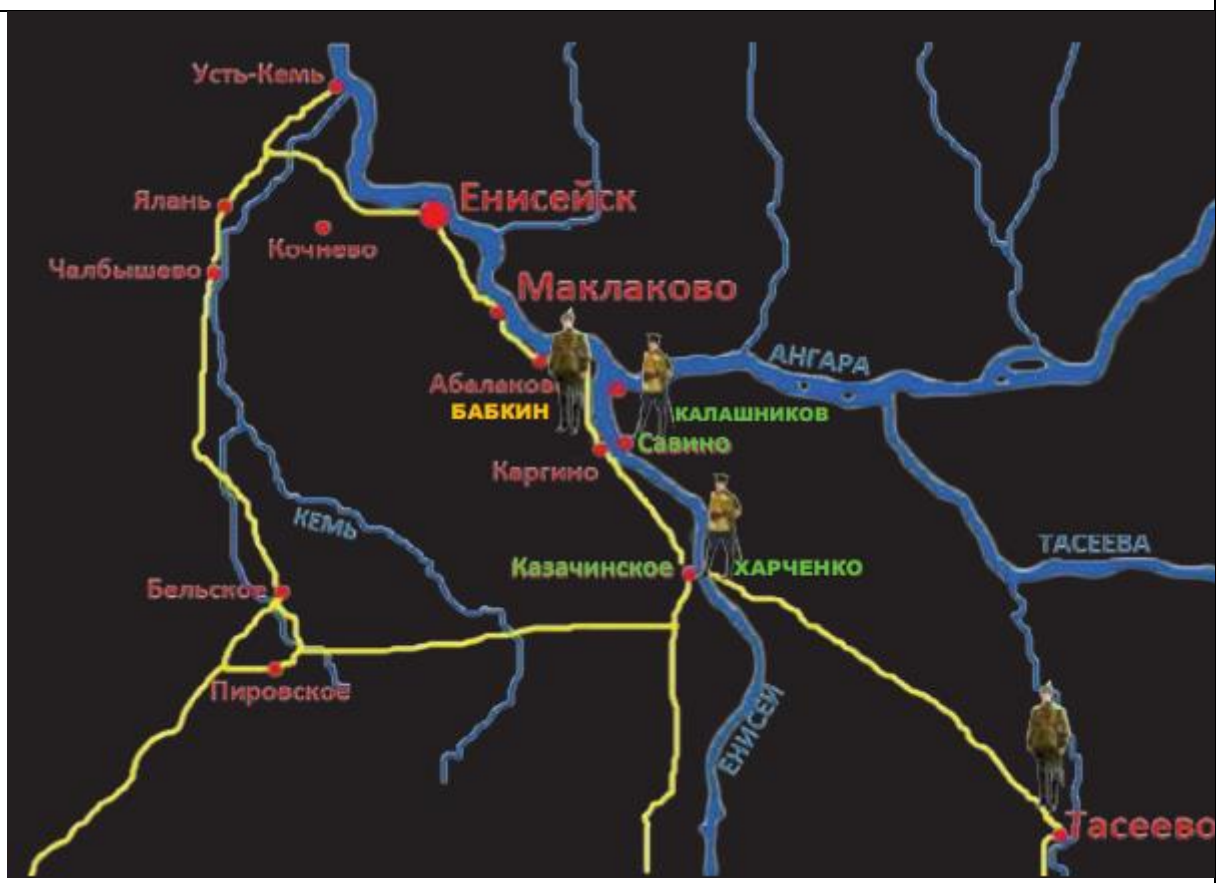 Усть-Кемь
Ялань
Енисейск
Кочнево
Чалбышево
Маклаково
АНГАРА
Абалаков
БАБКИН
КАЛАШНИКОВ
Савино
Каргино
КЕМЬ
ТАСЕЕВА
Казачинское
ХАРЧЕНКО
Бельское
Пировское
ЕНИСЕЙ
Тасеево